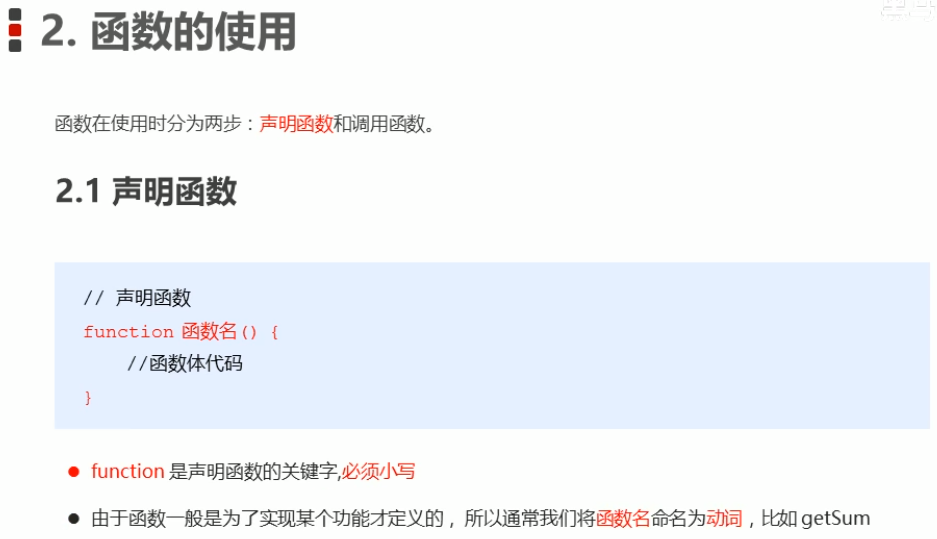 2. 函数的使用
函数在使用时分为两步：声明函数和调用函数。
2.1 声明函数
// 声明函数
function 函数名() {
//函数体代码
}
function 是声明函数的关键字,必须小写
由于函数一般是为了实现某个功能才定义的，所以通常我们将函数名命名为动词，比如 getSum